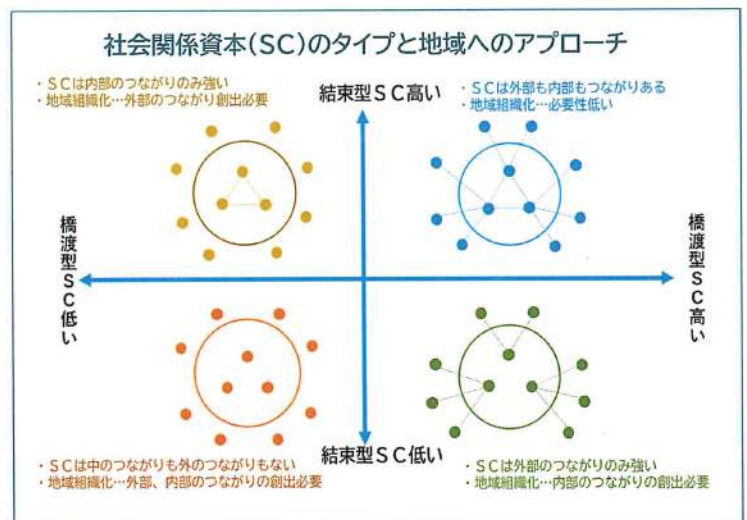 社会関係資本(SC)のタイプと地域へのアプローチ
・SCは内部のつながりのみ強い
・地域組織化…外部のつながり創出必要
結束型SC高い
・SCは外部も内部もつながりある
・地域組織化…必要性低い
橋渡型SC低い
橋渡型SC高い
・SCは中のつながりも外のつながりもない
・地域組織化…外部、内部のつながりの創出必要
結束型SC低い
・SCは外部のつながりのみ強い
・地域組織化…内部のつながりの創出必要